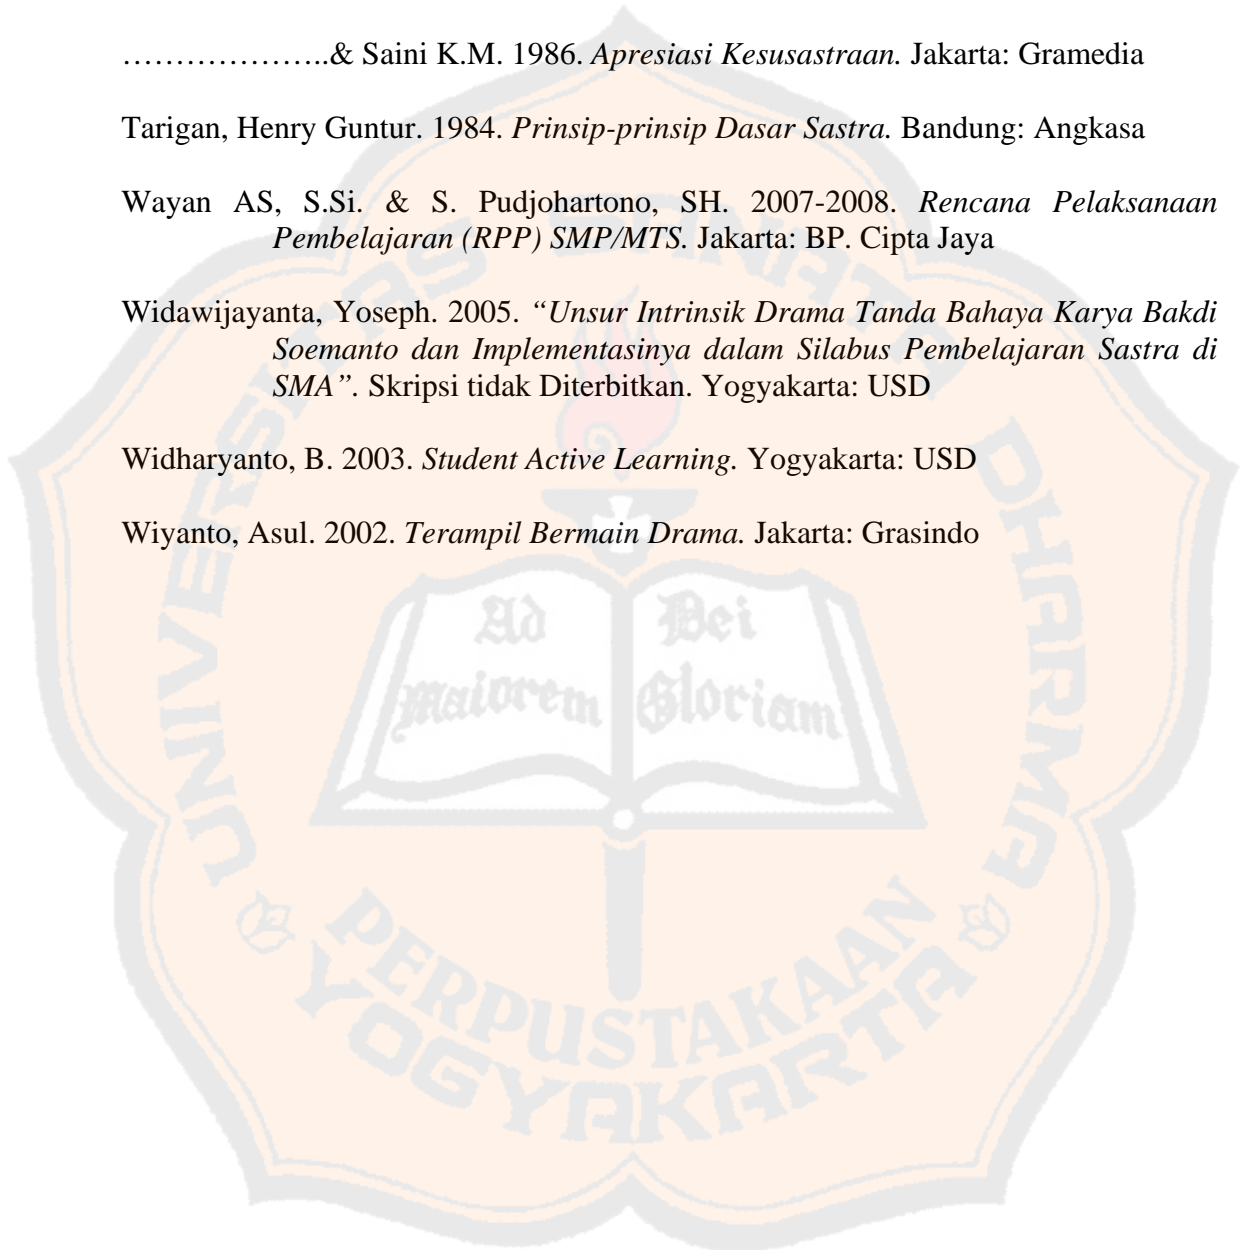 ………………..& Saini K.M. 1986. Apresiasi Kesusastraan. Jakarta: Gramedia
Tarigan, Henry Guntur. 1984. Prinsip-prinsip Dasar Sastra. Bandung: Angkasa
Wayan AS, S.Si. & S. Pudjohartono, SH. 2007-2008. Rencana Pelaksanaan
Pembelajaran (RPP) SMP/MTS. Jakarta: BP. Cipta Jaya
Widawijayanta, Yoseph. 2005. “Unsur Intrinsik Drama Tanda Bahaya Karya Bakdi
Soemanto dan Implementasinya dalam Silabus Pembelajaran Sastra di
SMA”. Skripsi tidak Diterbitkan. Yogyakarta: USD
Widharyanto, B. 2003. Student Active Learning. Yogyakarta: USD
Wiyanto, Asul. 2002. Terampil Bermain Drama. Jakarta: Grasindo
UNIVERSITAS SANATA DHARMA
Ad Dei
maiorem Gloriam
PERPUSTAKAAN
YOGYAKARTA